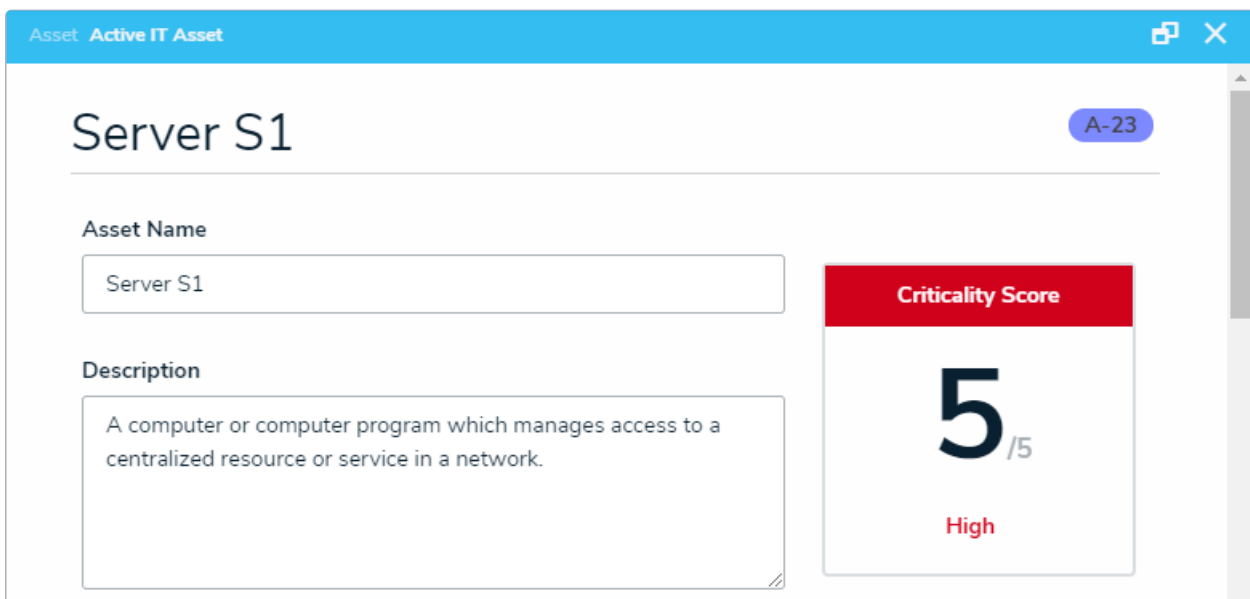 Asset Active IT Asset
Server S1
A-23
Asset Name
Server S1
Criticality Score
5/5
High
Description
A computer or computer program which manages access to a
centralized resource or service in a network.